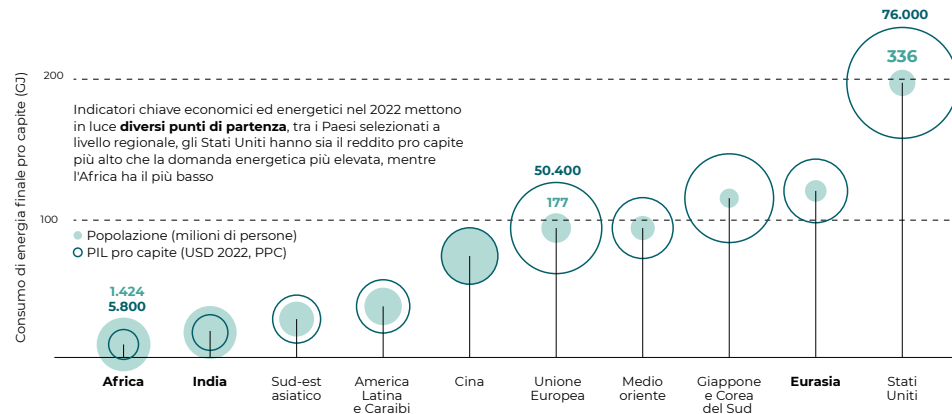 76.000
336
Consumo di energia finale pro capite (GJ)
200
Indicatori chiave economici ed energetici nel 2022 mettono
in luce diversi punti di partenza, tra i Paesi selezionati a
livello regionale, gli Stati Uniti hanno sia il reddito pro capite
più alto che la domanda energetica più elevata, mentre
l'Africa ha il più basso
50.400
177
100
Popolazione (milioni di persone)
PIL pro capite (USD 2022, PPC)
1.424
5.800
Africa
India
Sud-est
asiatico
America
Latina
e Caraibi
Cina
Unione
Europea
Medio
oriente
Giappone
e Corea
del Sud
Eurasia
Stati
Uniti